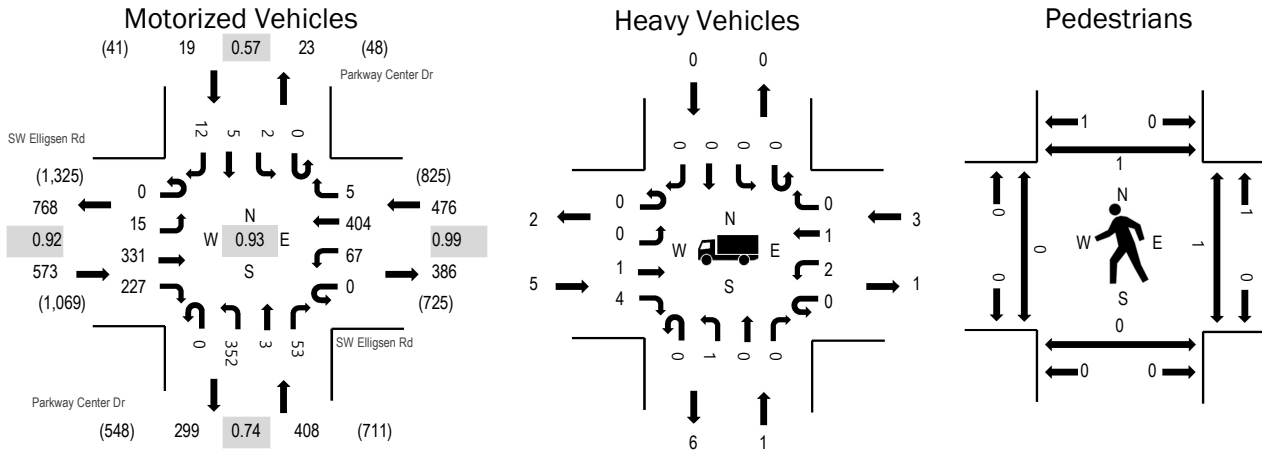 Motorized Vehicles
(41) 19 0.57 23 (48)
Parkway Center Dr
SW Elligsen Rd
12 5 2 0
(1,325) 0 5 (825)
768 15 N 404 476
0.92 W 0.93 E 0.99
573 331 S 67 386
(1,069) 227 0 (725)
0 352 3 53
SW Elligsen Rd
Parkway Center Dr
(548) 299 0.74 408 (711)
Heavy Vehicles
0 0
0 0 0 0
0 0
2 0 N 1 3
W E
5 1 S 2 1
4 0
0 1 0 0
6 1
Pedestrians
1 0
1
0 N 1
W 0 E 1
0 S 0
0
0 0